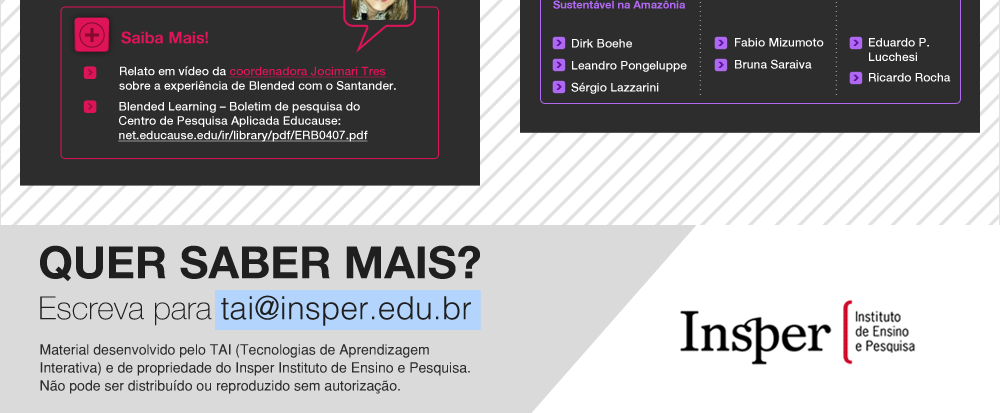 Saiba Mais!
Relato em vídeo da coordenadora Jocimari Tres
sobre a experiência de Blended com o Santander.
Blended Learning – Boletim de pesquisa do
Centro de Pesquisa Aplicada Educause:
net.educause.edu/ir/library/pdf/ERB0407.pdf
Sustentável na Amazônia
Dirk Boehe
Leandro Pongeluppe
Sérgio Lazzarini
Fabio Mizumoto
Bruna Saraiva
Eduardo P.
Lucchesi
Ricardo Rocha
QUER SABER MAIS?
Escreva para tai@insper.edu.br
Material desenvolvido pelo TAI (Tecnologias de Aprendizagem
Interativa) e de propriedade do Insper Instituto de Ensino e Pesquisa.
Não pode ser distribuído ou reproduzido sem autorização.
Insper
Instituto
de Ensino
e Pesquisa